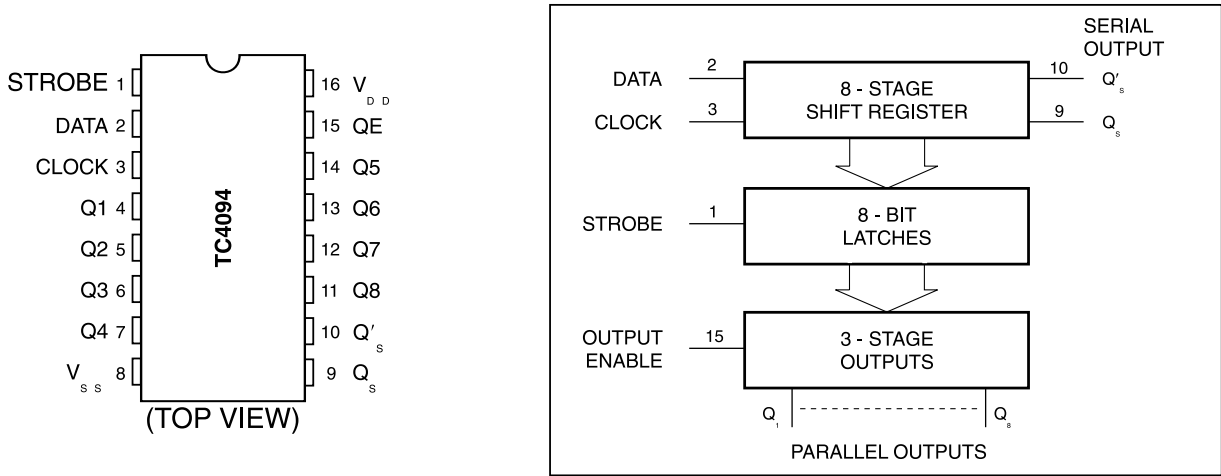 STROBE 1
DATA 2
CLOCK 3
Q1 4
Q2 5
Q3 6
Q4 7
VSS 8
TC4094
16 VDD
15 QE
14 Q5
13 Q6
12 Q7
11 Q8
10 Q'S
9 QS
(TOP VIEW)
SERIAL
OUTPUT
DATA 2
CLOCK 3
8 - STAGE
SHIFT REGISTER
10 Q'S
9 QS
STROBE 1
8 - BIT
LATCHES
OUTPUT
ENABLE
15
3 - STAGE
OUTPUTS
Q1 Q8
PARALLEL OUTPUTS